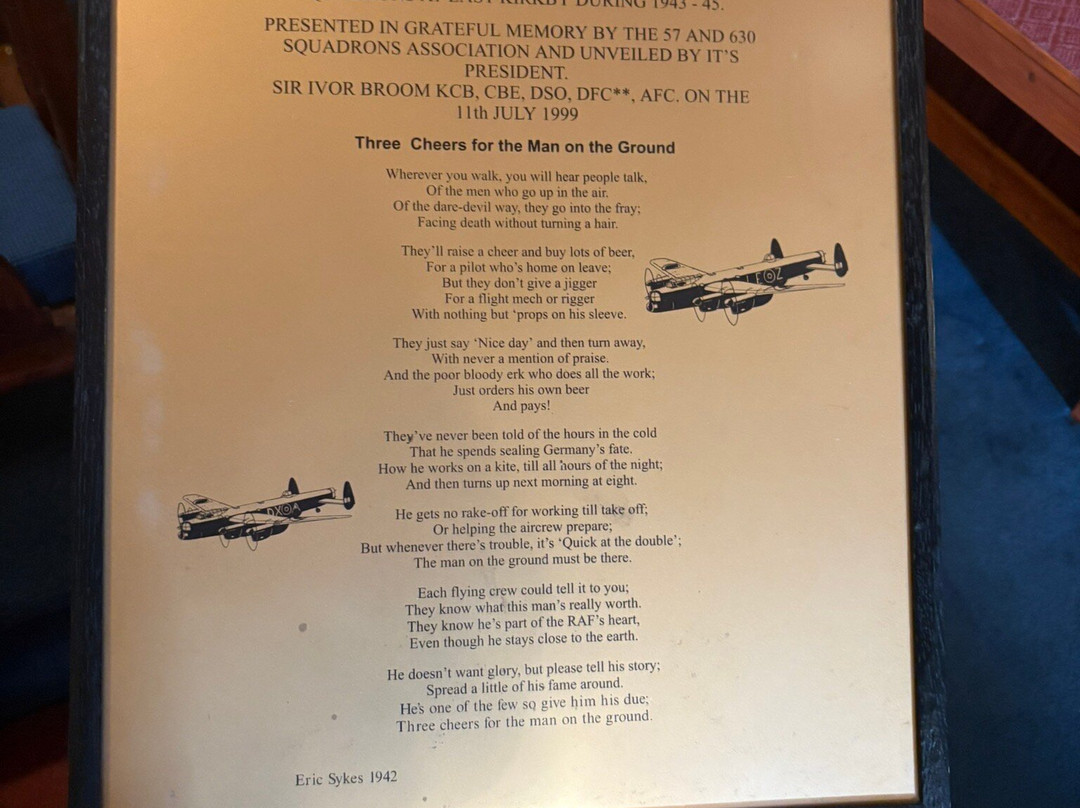 EAST KIRKBY DURING 1943 - 45.
PRESENTED IN GRATEFUL MEMORY BY THE 57 AND 630
SQUADRONS ASSOCIATION AND UNVEILED BY IT'S
PRESIDENT.
SIR IVOR BROOM KCB, CBE, DSO, DFC**, AFC. ON THE
11th JULY 1999
Three Cheers for the Man on the Ground
Wherever you walk, you will hear people talk,
Of the men who go up in the air.
Of the dare-devil way, they go into the fray;
Facing death without turning a hair.
They'll raise a cheer and buy lots of beer,
For a pilot who's home on leave;
But they don't give a jigger
For a flight mech or rigger
With nothing but 'props on his sleeve.
LE Z
They just say 'Nice day' and then turn away,
With never a mention of praise.
And the poor bloody erk who does all the work;
Just orders his own beer
And pays!
They've never been told of the hours in the cold
That he spends sealing Germany's fate.
How he works on a kite, till all hours of the night;
And then turns up next morning at eight.
DX A
He gets no rake-off for working till take off;
Or helping the aircrew prepare;
But whenever there's trouble, it's 'Quick at the double';
The man on the ground must be there.
Each flying crew could tell it to you;
They know what this man's really worth.
They know he's part of the RAF's heart,
Even though he stays close to the earth.
He doesn't want glory, but please tell his story;
Spread a little of his fame around.
He's one of the few so give him his due;
Three cheers for the man on the ground.
Eric Sykes 1942